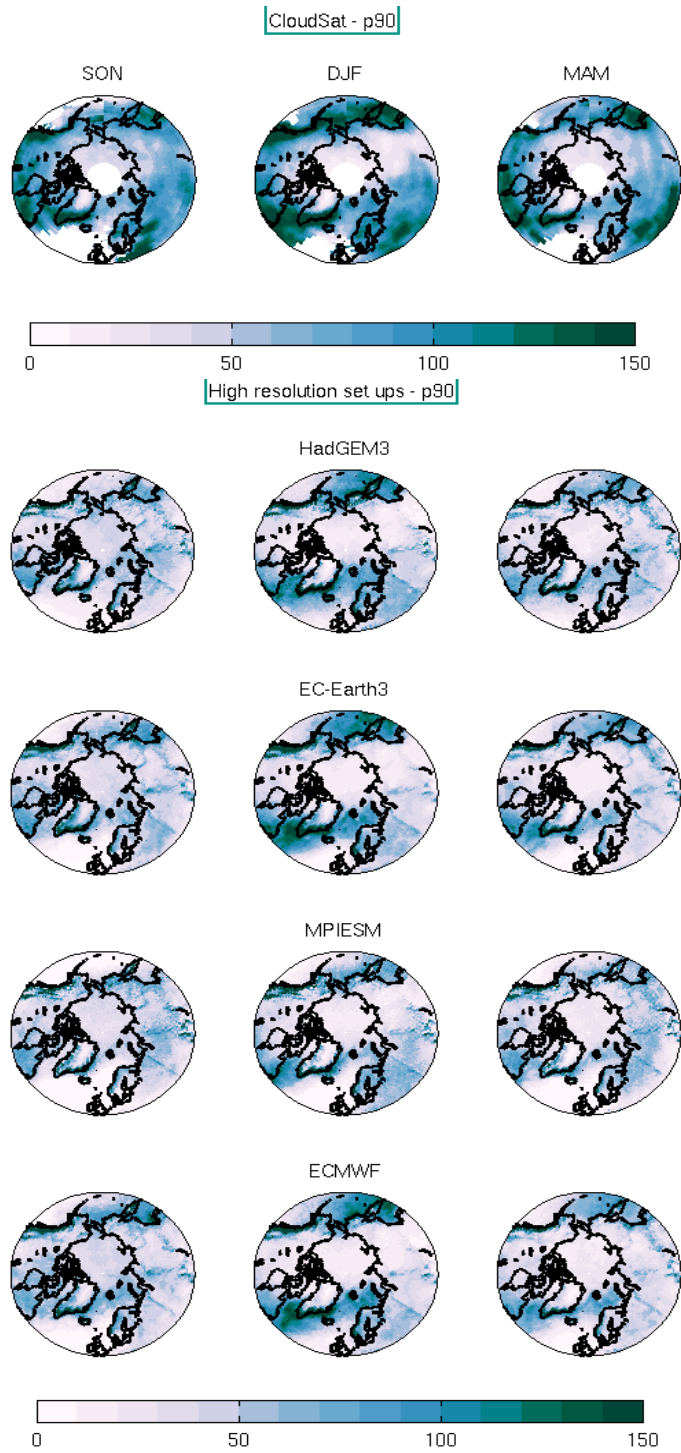 CloudSat - p90
SON DJF MAM
0 50 100 150
High resolution set ups - p90
HadGEM3
EC-Earth3
MPIESM
ECMWF
0 50 100 150